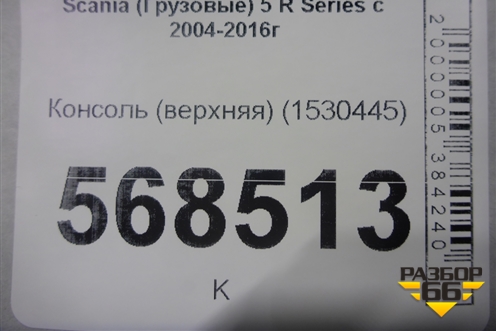 Scania (Грузовые) 5 R Series с
2004-2016г
Консоль (верхняя) (1530445)
568513
К
2000005384240
РАЗБОР
66